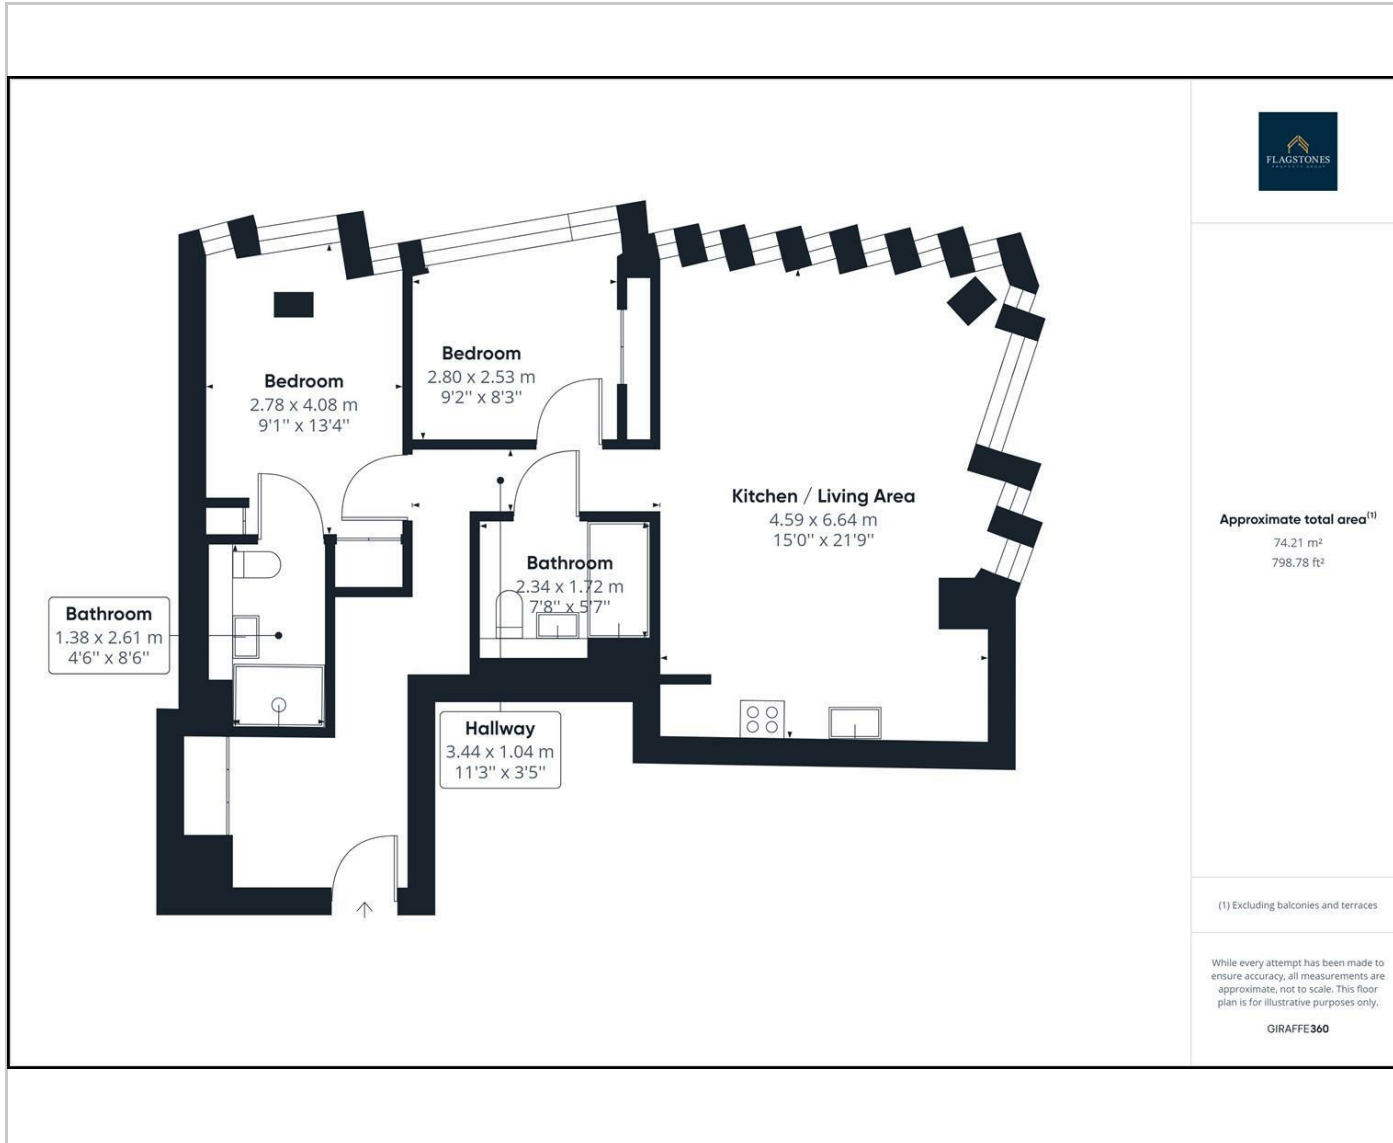 FLAGSTONES
PROPERTY GROUP
Bedroom
2.80 x 2.53 m
9'2'' x 8'3''
Bedroom
2.78 x 4.08 m
9'1'' x 13'4''
Kitchen / Living Area
4.59 x 6.64 m
15'0'' x 21'9''
Bathroom
2.34 x 1.72 m
7'8'' x 5'7''
Bathroom
1.38 x 2.61 m
4'6'' x 8'6''
Hallway
3.44 x 1.04 m
11'3'' x 3'5''
Approximate total area(1)
74.21 m²
798.78 ft²
(1) Excluding balconies and terraces
While every attempt has been made to
ensure accuracy, all measurements are
approximate, not to scale. This floor
plan is for illustrative purposes only.
GIRAFFE360